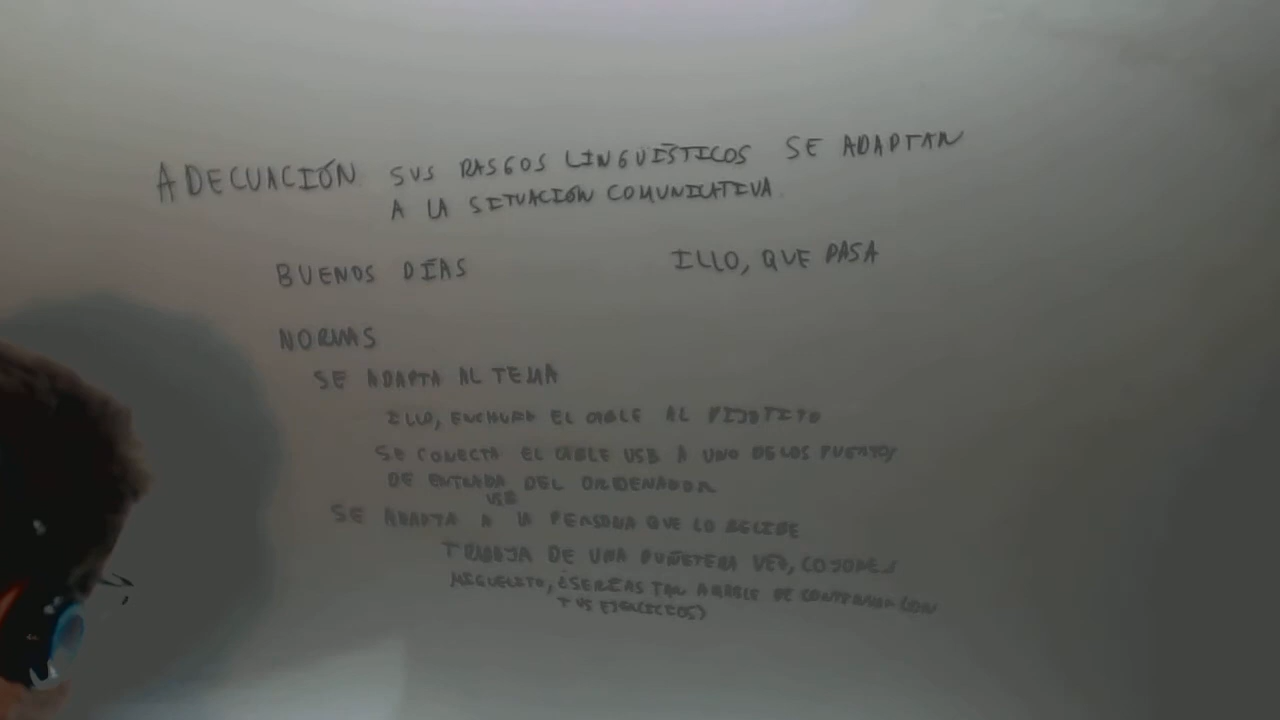 ADECUACIÓN SUS RASGOS LINGÜÍSTICOS SE ADAPTAN
A LA SITUACIÓN COMUNICATIVA.
BUENOS DÍAS ILLO, QUE PASA
NORMAS
SE ADAPTA AL TEMA
ILLO, ENCHUFA EL CABLE AL
SE CONECTA EL CABLE USB A UNO DE LOS PUERTOS
DE ENTRADA DEL ORDENADOR
USB
SE ADAPTA A LA PERSONA QUE LO RECIBE
TRABAJA DE UNA PUÑETERA VEZ, COJONES
MIGUELITO, ¿SERÍAS TAN AMABLE DE CONTINUAR CON
TUS EJERCICIOS?